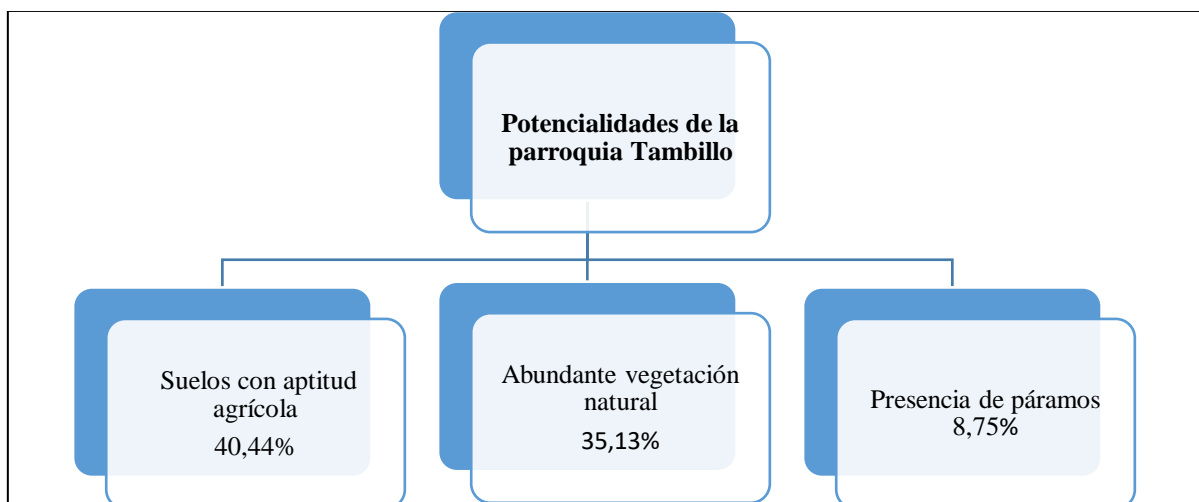 Potencialidades de la
parroquia Tambillo
Suelos con aptitud
agrícola
40,44%
Abundante vegetación
natural
35,13%
Presencia de páramos
8,75%